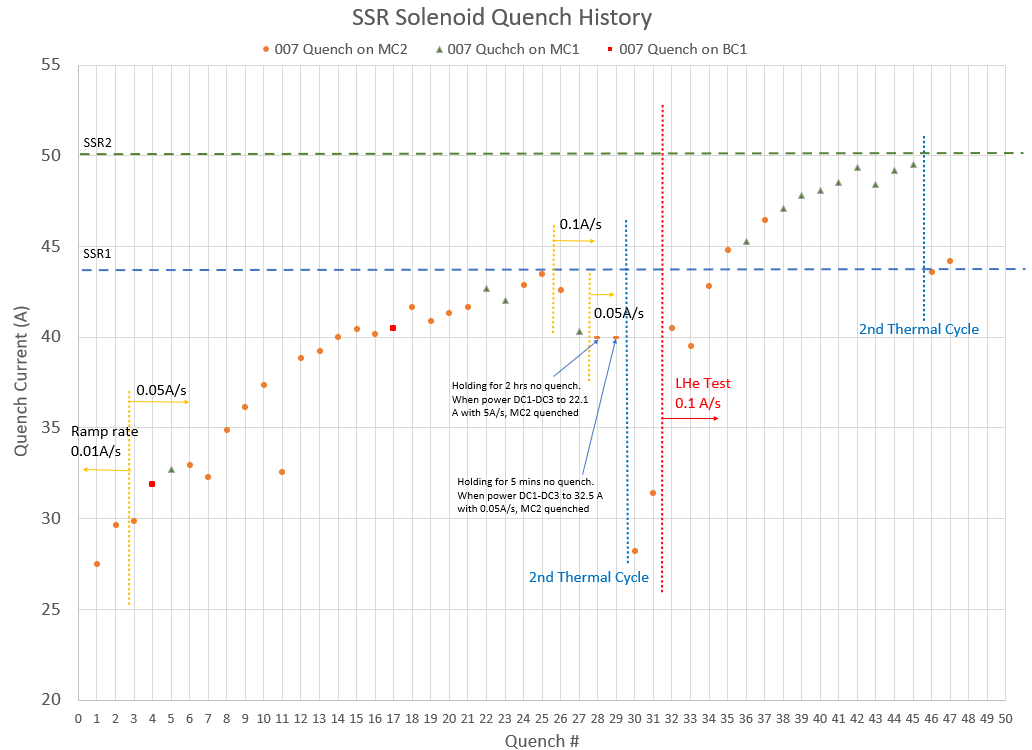 SSR Solenoid Quench History
007 Quench on MC2
007 Quchch on MC1
007 Quench on BC1
55
50
45
40
35
30
25
20
Quench Current (A)
SSR2
SSR1
0.1A/s
0.05A/s
2nd Thermal Cycle
Holding for 2 hrs no quench.
When power DC1-DC3 to 22.1
A with 5A/s, MC2 quenched
LHe Test
0.1 A/s
0.05A/s
Ramp rate
0.01A/s
Holding for 5 mins no quench.
When power DC1-DC3 to 32.5 A
with 0.05A/s, MC2 quenched
2nd Thermal Cycle
0 1 2 3 4 5 6 7 8 9 10 11 12 13 14 15 16 17 18 19 20 21 22 23 24 25 26 27 28 29 30 31 32 33 34 35 36 37 38 39 40 41 42 43 44 45 46 47 48 49 50
Quench #